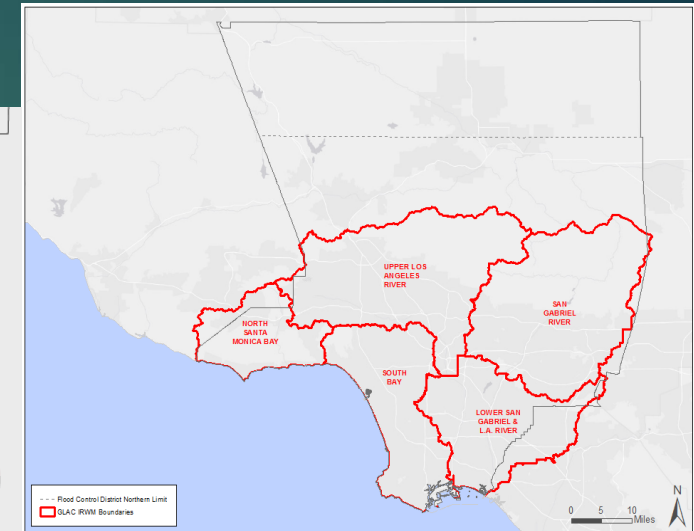 UPPER LOS
ANGELES
RIVER
SAN
GABRIEL
RIVER
NORTH
SANTA
MONICA BAY
SOUTH
BAY
LOWER SAN
GABRIEL &
L.A. RIVER
Flood Control District Northern Limit
GLAC IRWM Boundaries
0 5 10
Miles
N